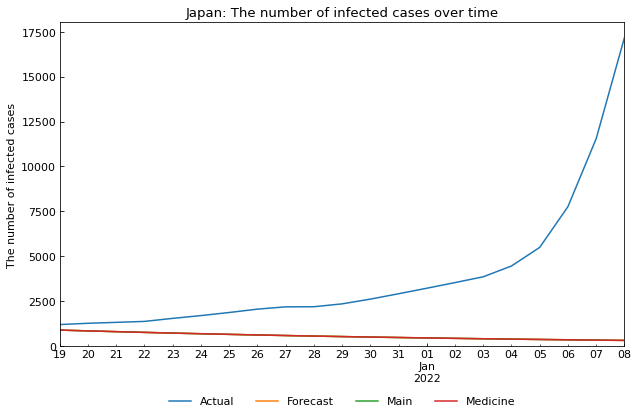 Japan: The number of infected cases over time
The number of infected cases
17500
15000
12500
10000
7500
5000
2500
0
19 20 21 22 23 24 25 26 27 28 29 30 31 01 02 03 04 05 06 07 08
Jan
2022
Actual Forecast Main Medicine